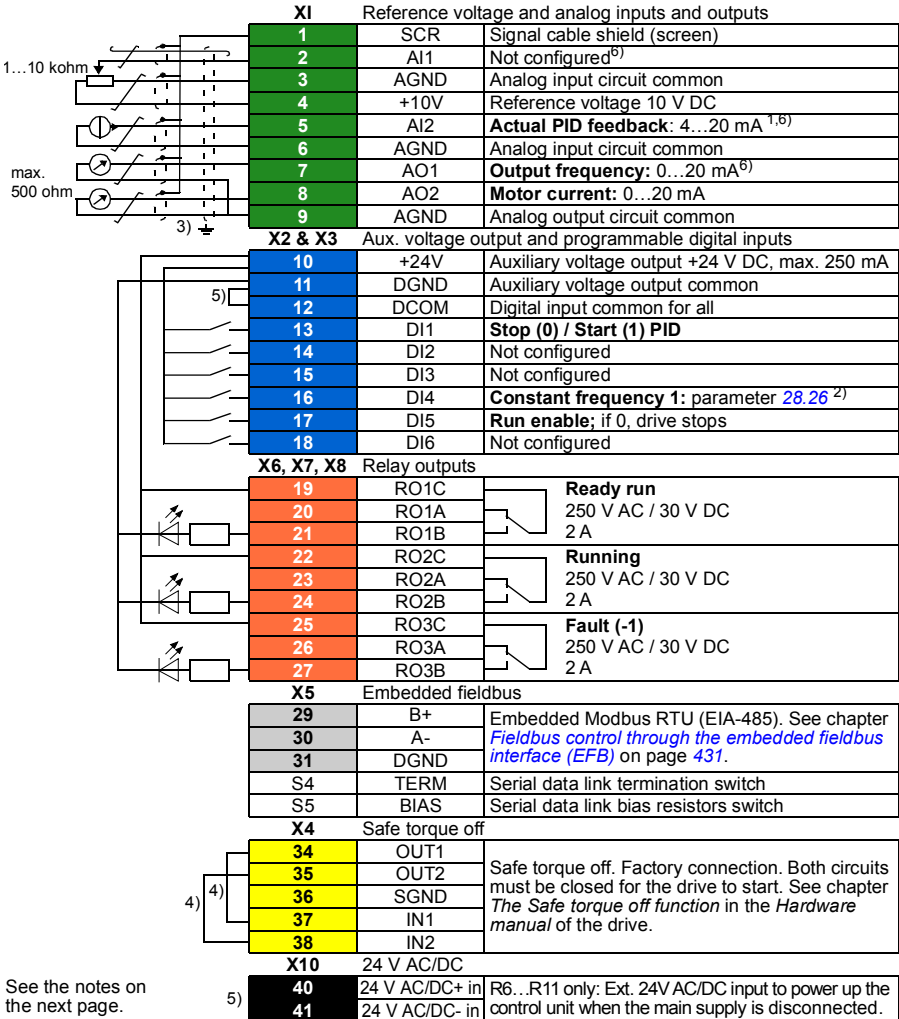 XI Reference voltage and analog inputs and outputs
1 SCR Signal cable shield (screen)
2 AI1 Not configured6)
1…10 kohm
3 AGND Analog input circuit common
4 +10V Reference voltage 10 V DC
5 AI2 Actual PID feedback: 4…20 mA 1,6)
6 AGND Analog input circuit common
7 AO1 Output frequency: 0…20 mA6)
max.
500 ohm
8 AO2 Motor current: 0…20 mA
9 AGND Analog output circuit common
3)
X2 & X3 Aux. voltage output and programmable digital inputs
10 +24V Auxiliary voltage output +24 V DC, max. 250 mA
11 DGND Auxiliary voltage output common
5)
12 DCOM Digital input common for all
13 DI1 Stop (0) / Start (1) PID
14 DI2 Not configured
15 DI3 Not configured
16 DI4 Constant frequency 1: parameter 28.26 2)
17 DI5 Run enable; if 0, drive stops
18 DI6 Not configured
X6, X7, X8 Relay outputs
19 RO1C Ready run
20 RO1A 250 V AC / 30 V DC
21 RO1B 2 A
22 RO2C Running
23 RO2A 250 V AC / 30 V DC
24 RO2B 2 A
25 RO3C Fault (-1)
26 RO3A 250 V AC / 30 V DC
27 RO3B 2 A
X5 Embedded fieldbus
29 B+
30 A-
31 DGND
Embedded Modbus RTU (EIA-485). See chapter
Fieldbus control through the embedded fieldbus
interface (EFB) on page 431.
S4 TERM Serial data link termination switch
S5 BIAS Serial data link bias resistors switch
X4 Safe torque off
34 OUT1
35 OUT2
36 SGND
37 IN1
38 IN2
4)
4)
Safe torque off. Factory connection. Both circuits
must be closed for the drive to start. See chapter
The Safe torque off function in the Hardware
manual of the drive.
X10 24 V AC/DC
40 24 V AC/DC+ in
41 24 V AC/DC- in
R6…R11 only: Ext. 24V AC/DC input to power up the
control unit when the main supply is disconnected.
5)
See the notes on
the next page.